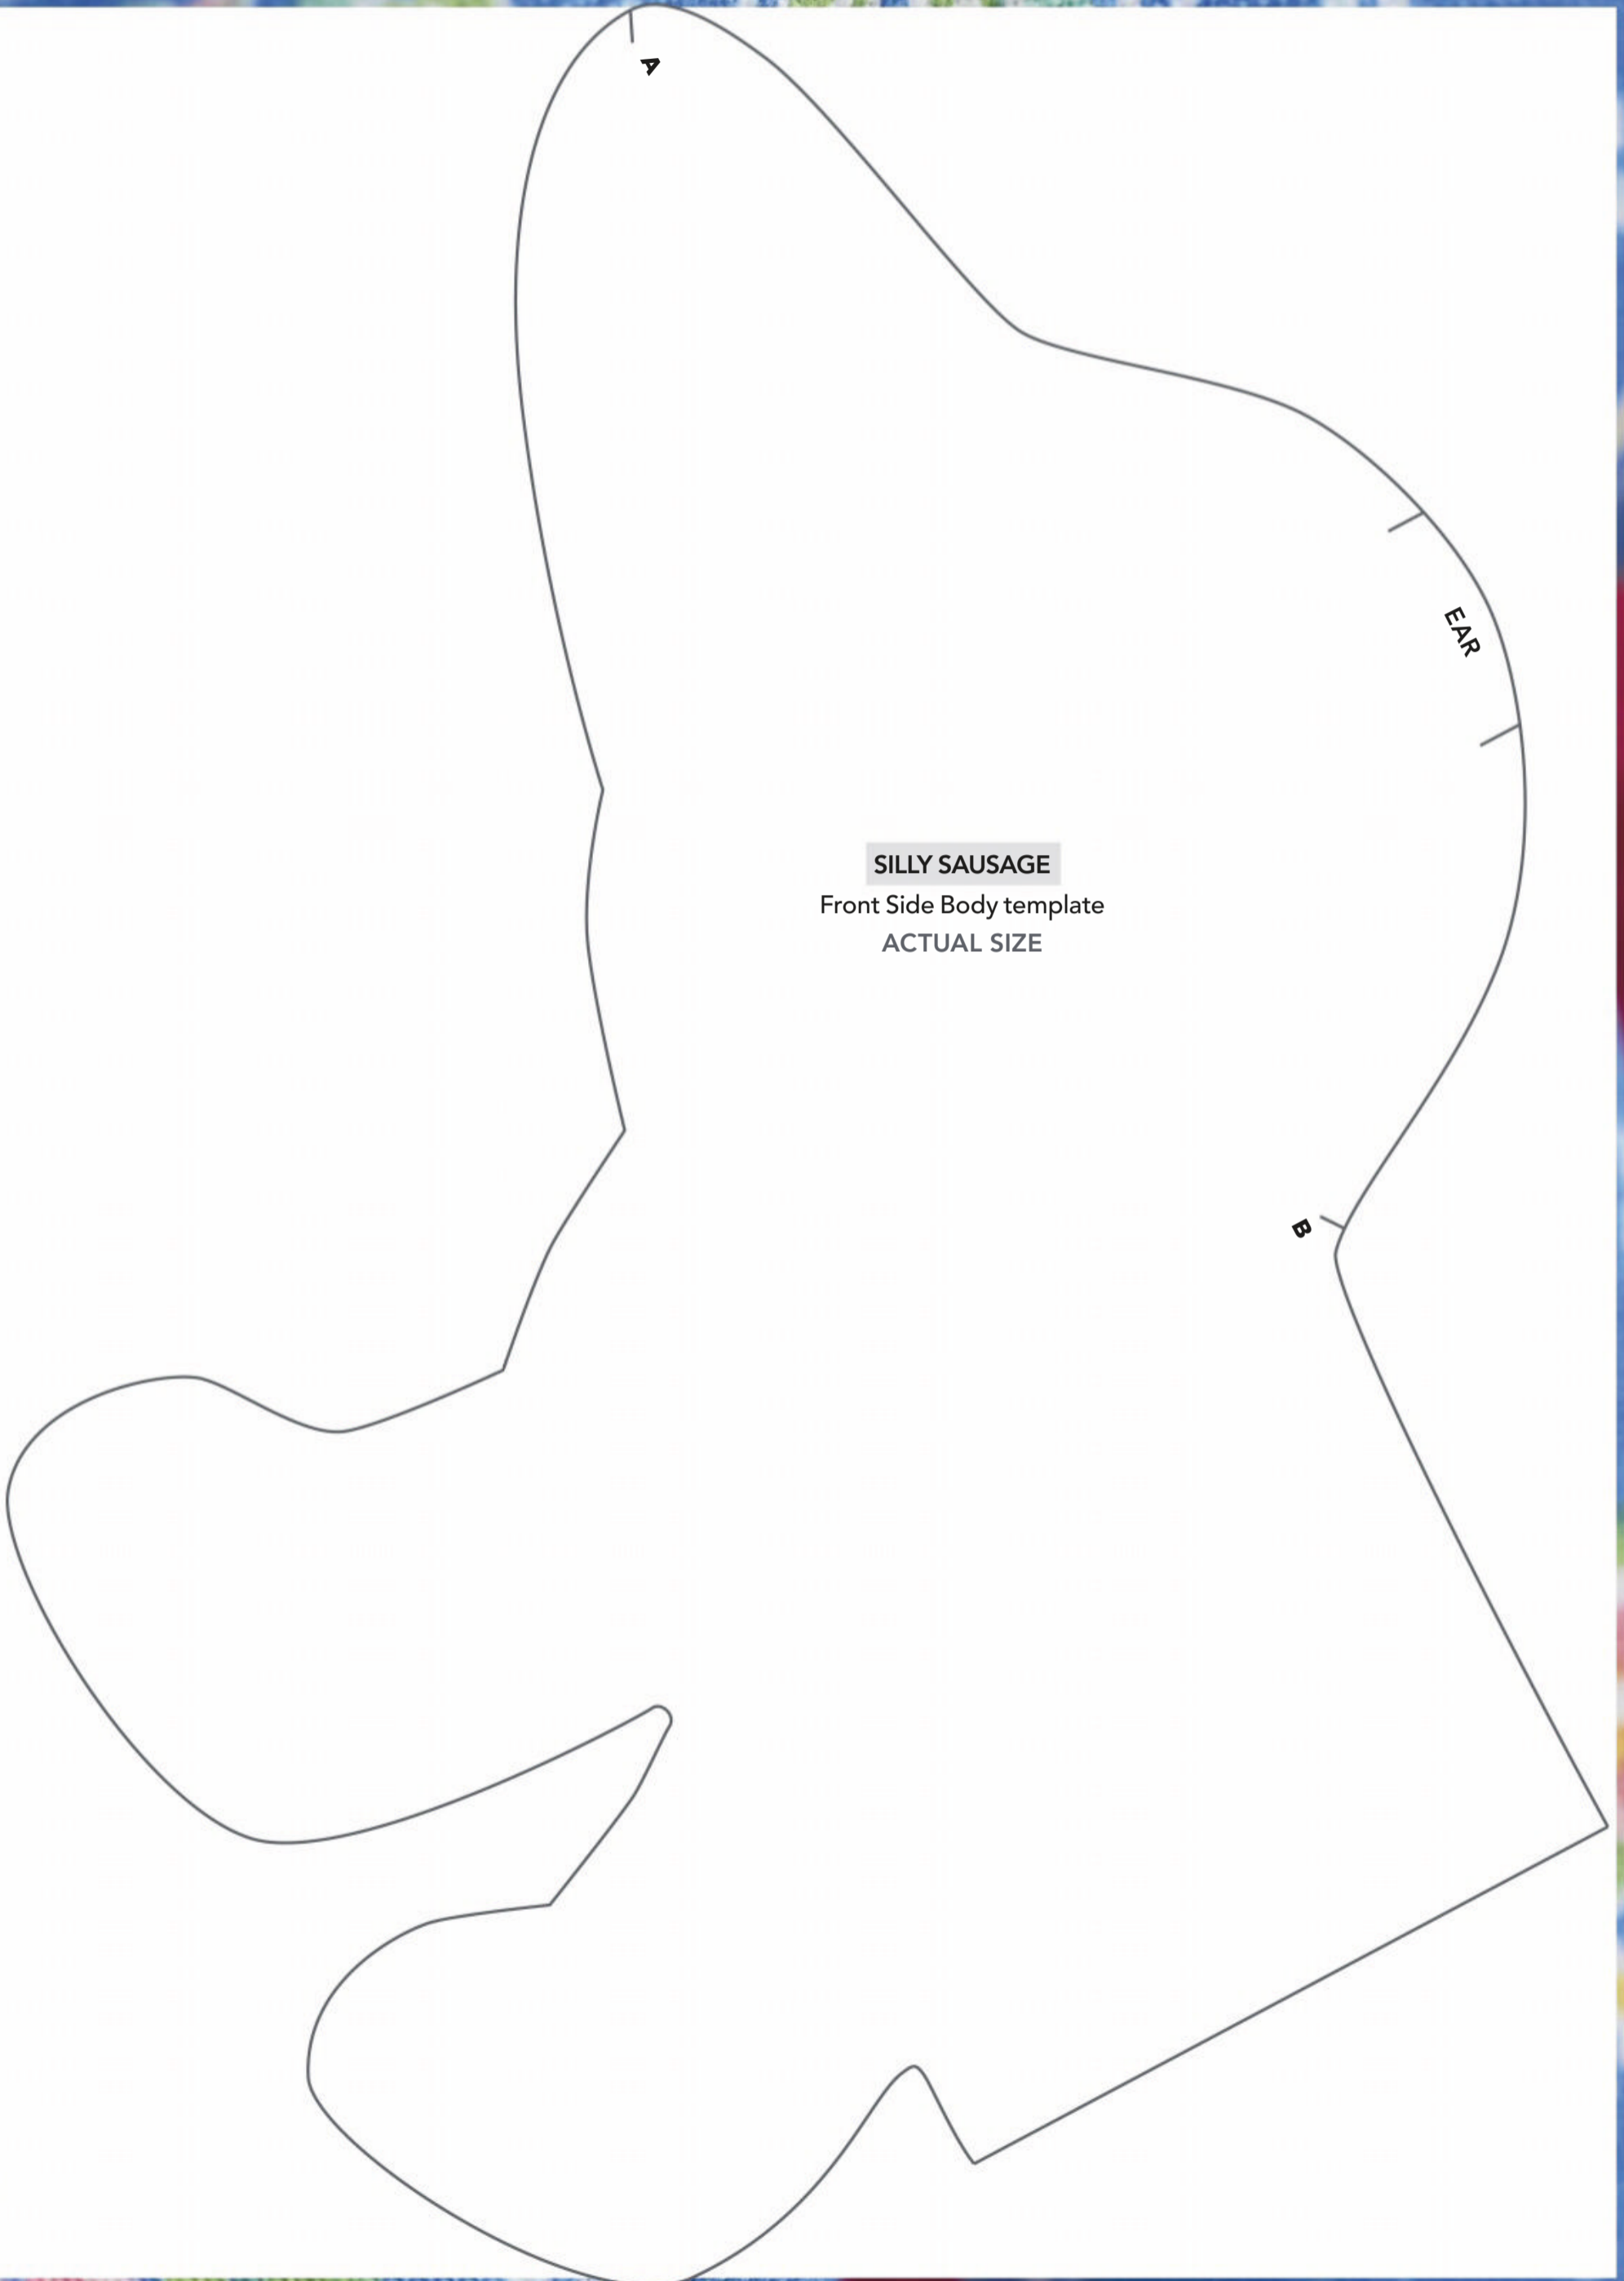 A
EAR
SILLY SAUSAGE
Front Side Body template
ACTUAL SIZE
B